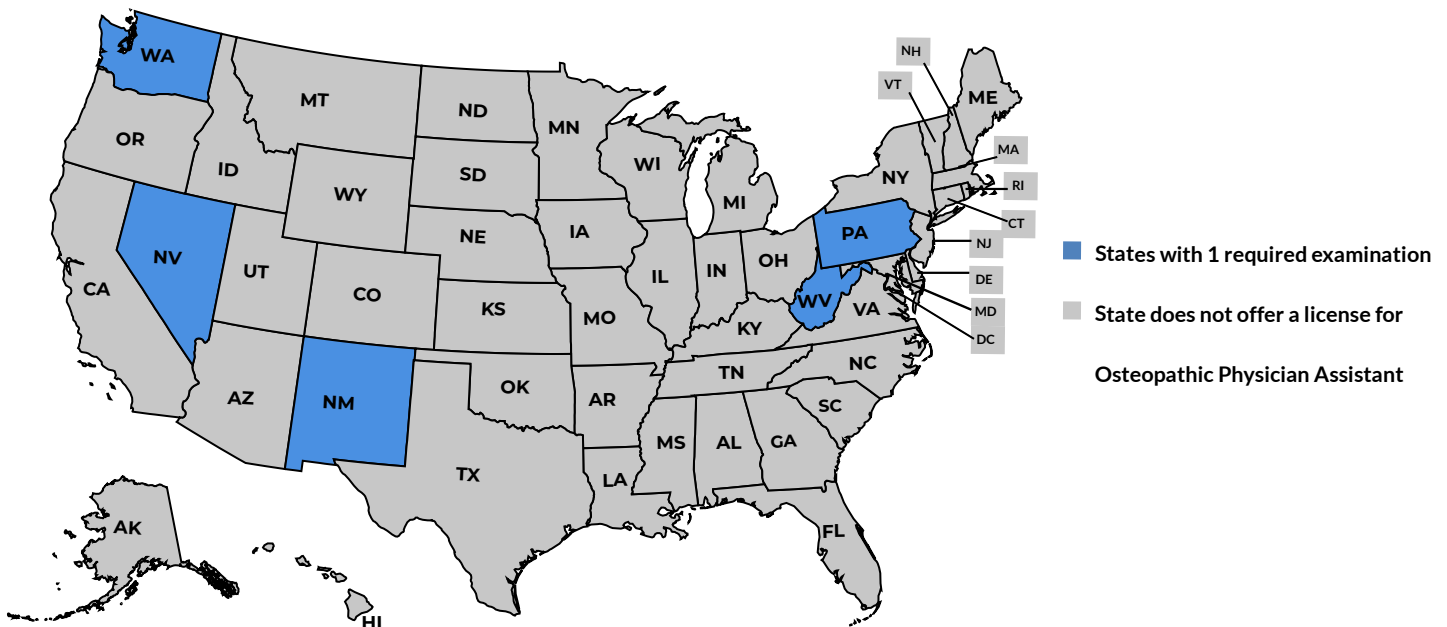 WA
MT
ND
MN
OR
ID
SD
WI
WY
MI
NE
IA
NV
UT
CO
CA
KS
MO
IL
IN
OH
PA
NY
ME
NH
VT
MA
RI
CT
NJ
DE
MD
DC
WV
VA
KY
NC
TN
SC
AZ
NM
OK
AR
MS
AL
GA
TX
LA
FL
AK
HI
States with 1 required examination
State does not offer a license for
Osteopathic Physician Assistant